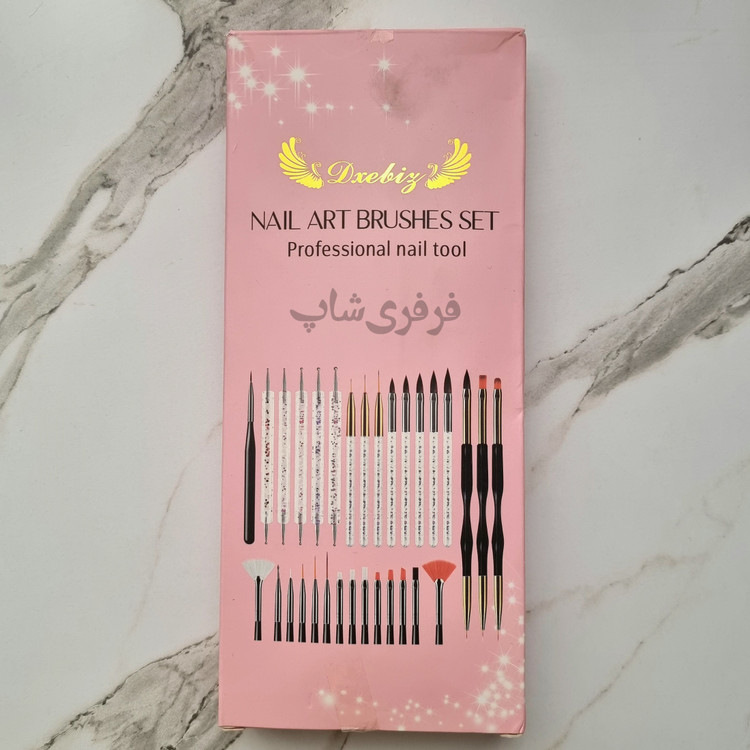 Dxebiz
NAIL ART BRUSHES SET
Professional nail tool
فرفری شاپ